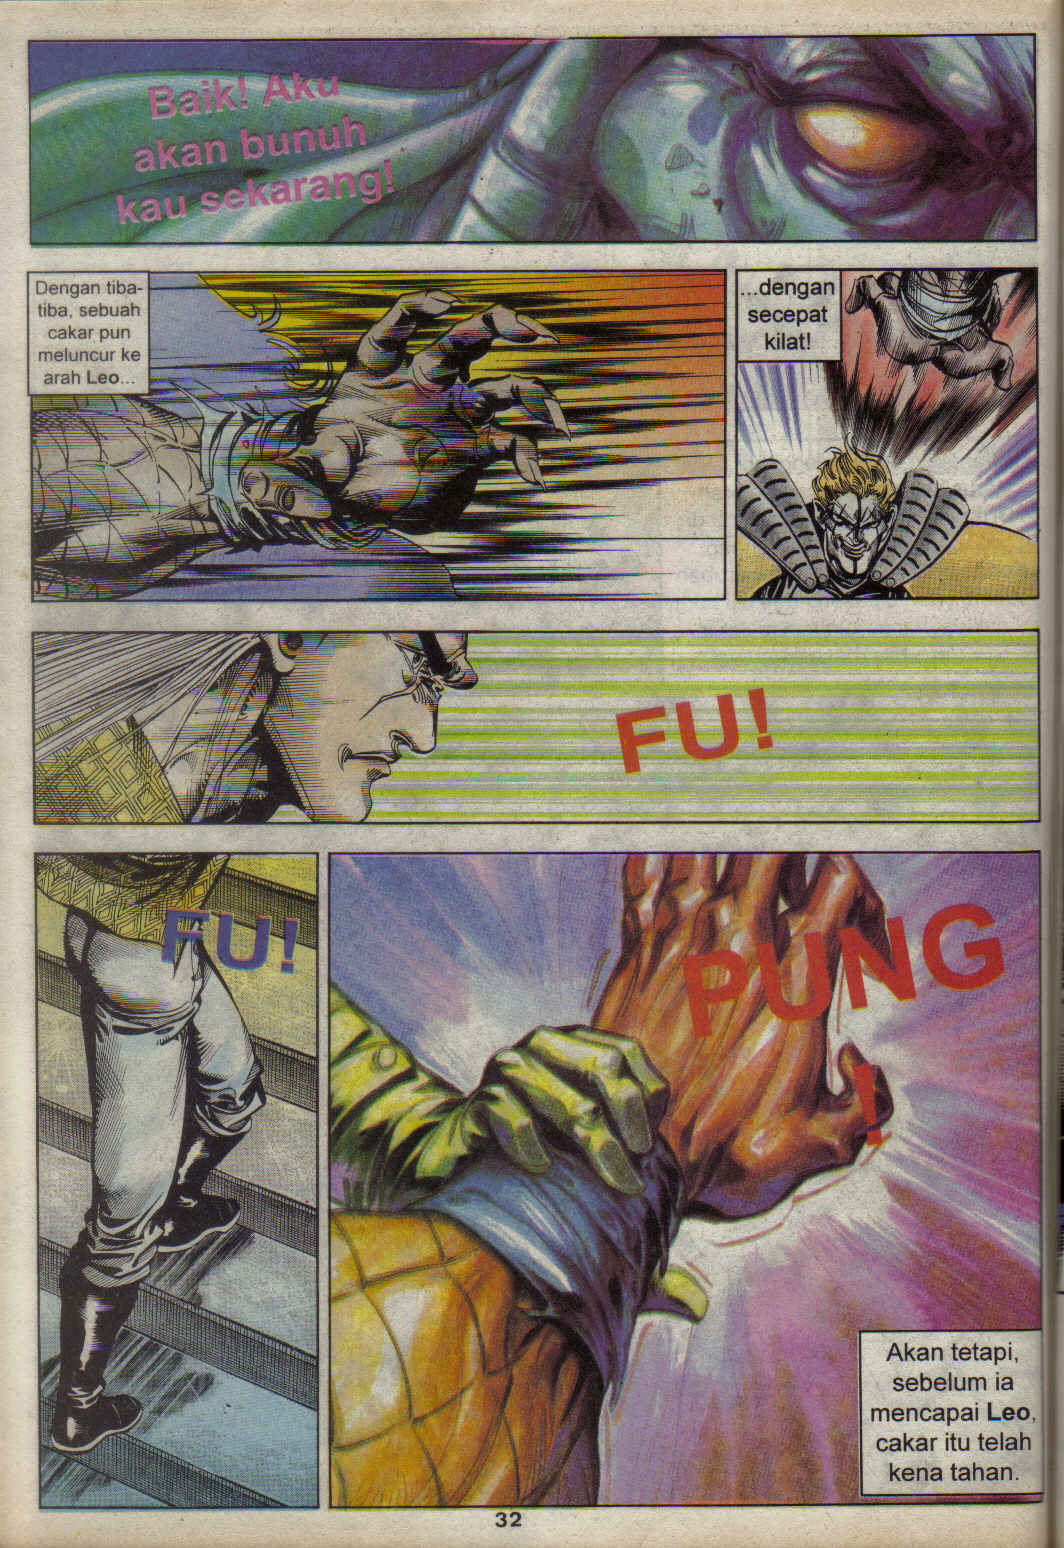 Baik! Aku
akan bunuh
kau sekarang!
Dengan tiba-
tiba, sebuah
cakar pun
meluncur ke
arah Leo...
...dengan
secepat
kilat!
FU!
FU!
PUNG
!
Akan tetapi,
sebelum ia
mencapai Leo,
cakar itu telah
kena tahan.
32